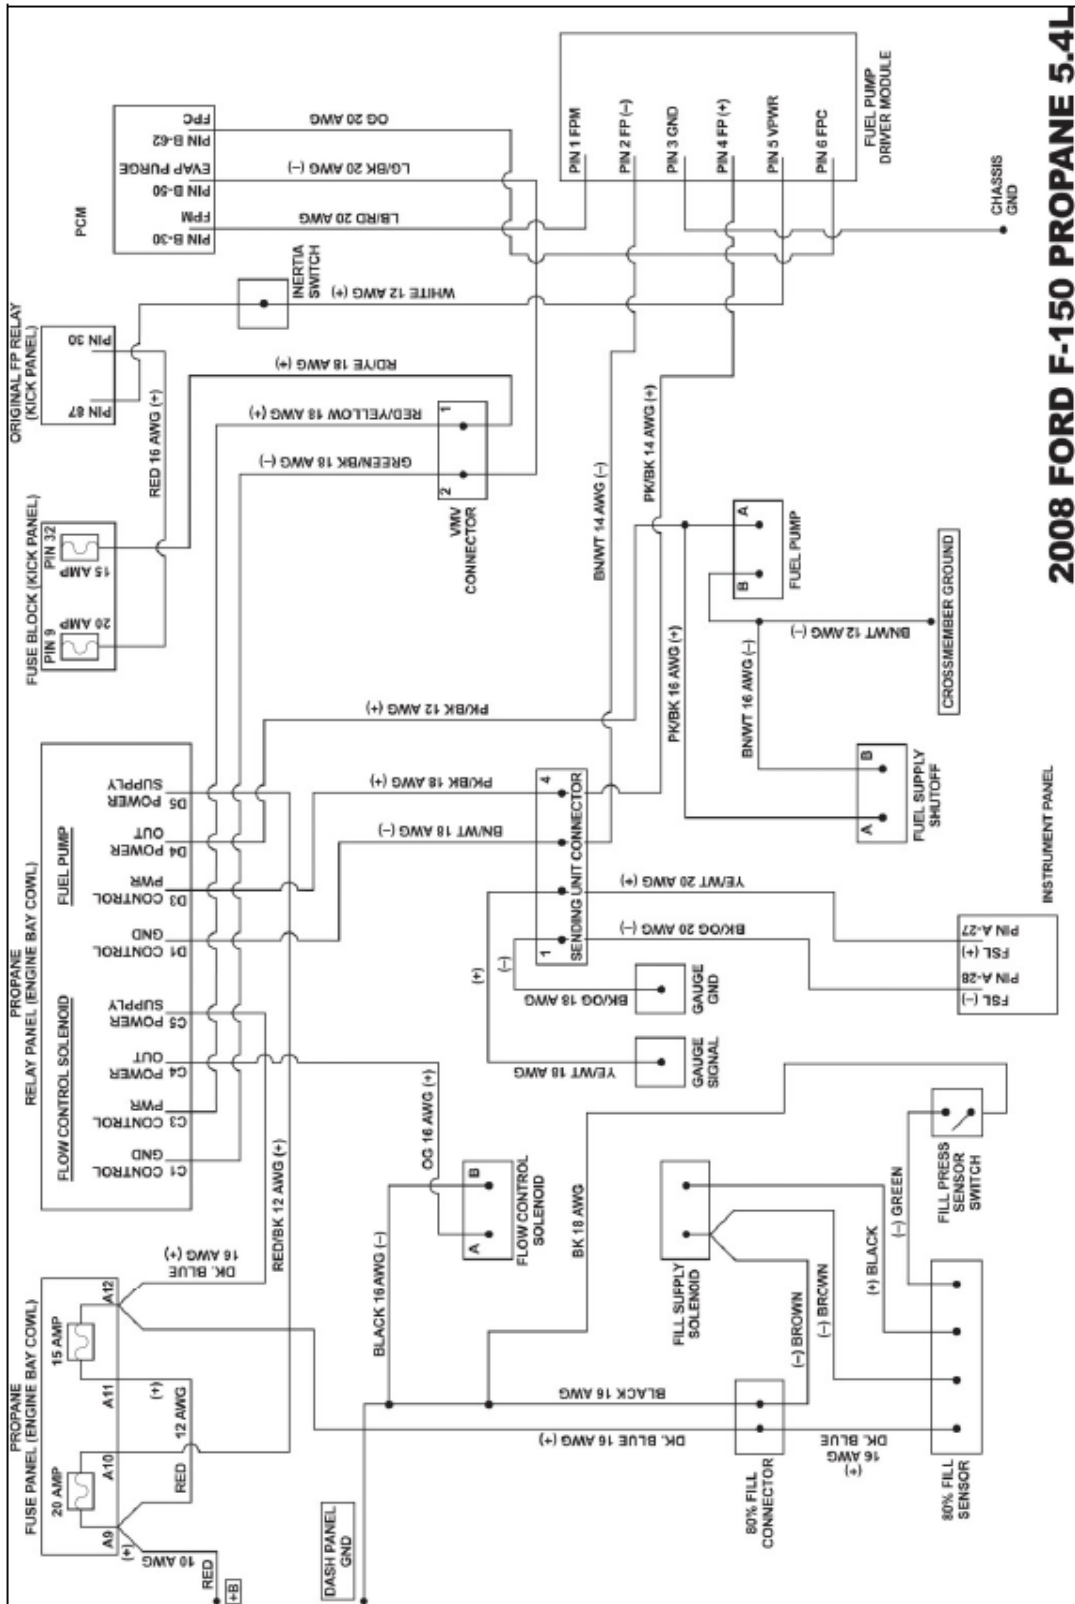 2008 FORD F-150 PROPANE 5.4L
ORIGINAL FP RELAY
(KICK PANEL)
PIN 87
PIN 30
RED 16 AWG (+)
FUSE BLOCK (KICK PANEL)
PIN 9
20 AMP
PIN 32
15 AMP
PCM
PIN B-30
FPM
PIN B-50
EVAP PURGE
PIN B-62
FPC
LB/RD 20 AWG
LG/BK 20 AWG (–)
OG 20 AWG
INERTIA
SWITCH
WHITE 12 AWG (+)
RD/YE 18 AWG (+)
RED/YELLOW 18 AWG (+)
GREEN/BK 18 AWG (–)
2
1
VMV
CONNECTOR
PIN 1 FPM
PIN 2 FP (–)
PIN 3 GND
PIN 4 FP (+)
PIN 5 VPWR
PIN 6 FPC
FUEL PUMP
DRIVER MODULE
CHASSIS
GND
BN/WT 14 AWG (–)
PK/BK 14 AWG (+)
PROPANE
RELAY PANEL (ENGINE BAY COWL)
FLOW CONTROL SOLENOID
C1 CONTROL
GND
C3 CONTROL
PWR
C4 POWER
OUT
C5 POWER
SUPPLY
FUEL PUMP
D1 CONTROL
GND
D3 CONTROL
PWR
D4 POWER
OUT
D5 POWER
SUPPLY
PK/BK 12 AWG (+)
PK/BK 18 AWG (+)
BN/WT 18 AWG (–)
1
4
SENDING UNIT CONNECTOR
(+)
(–)
BK/OG 18 AWG
YE/WT 18 AWG
GAUGE
GND
GAUGE
SIGNAL
YE/WT 20 AWG (+)
BK/OG 20 AWG (–)
INSTRUMENT PANEL
PIN A-28
FSL (–)
PIN A-27
FSL (+)
PK/BK 16 AWG (+)
BN/WT 16 AWG (–)
BN/WT 12 AWG (–)
B
A
FUEL PUMP
CROSSMEMBER GROUND
A
B
FUEL SUPPLY
SHUTOFF
PROPANE
FUSE PANEL (ENGINE BAY COWL)
20 AMP
15 AMP
A9
A10
A11
A12
(+)
10 AWG
RED
+B
RED 12 AWG
(+)
DK. BLUE
16 AWG (+)
RED/BK 12 AWG (+)
OG 16 AWG (+)
BLACK 16AWG (–)
A
B
FLOW CONTROL
SOLENOID
BK 18 AWG
DASH PANEL
GND
BLACK 16 AWG
DK. BLUE 16 AWG (+)
80% FILL
CONNECTOR
FILL SUPPLY
SOLENOID
(–) BROWN
(–) BROWN
(+) BLACK
(–) GREEN
FILL PRESS
SENSOR
SWITCH
DK. BLUE
16 AWG
(+)
80% FILL
SENSOR